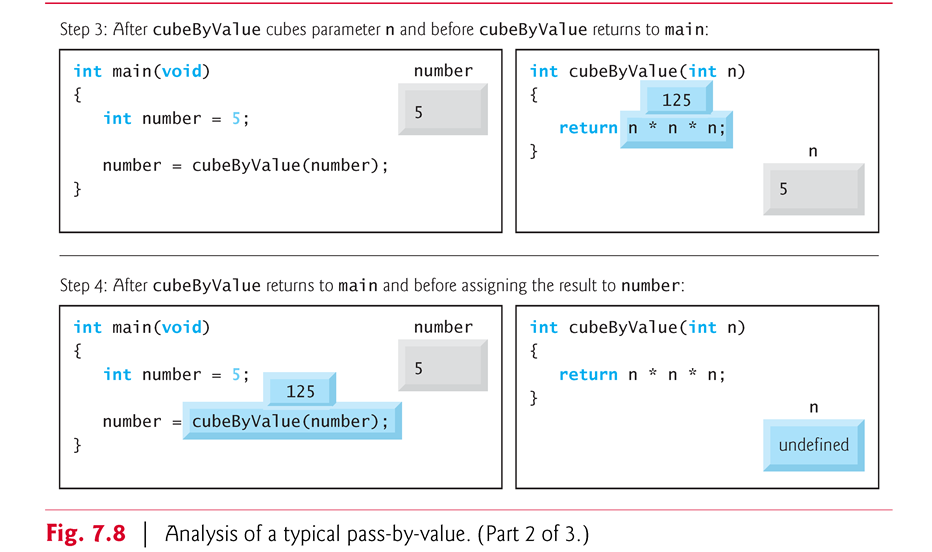 Step 3: After cubeByValue cubes parameter n and before cubeByValue returns to main:
int main(void)
{
int number = 5;
number = cubeByValue(number);
}
number
5
int cubeByValue(int n)
{
125
return n * n * n;
}
n
5
Step 4: After cubeByValue returns to main and before assigning the result to number:
int main(void)
{
int number = 5;
125
number = cubeByValue(number);
}
number
5
int cubeByValue(int n)
{
return n * n * n;
}
n
undefined
Fig. 7.8 | Analysis of a typical pass-by-value. (Part 2 of 3.)